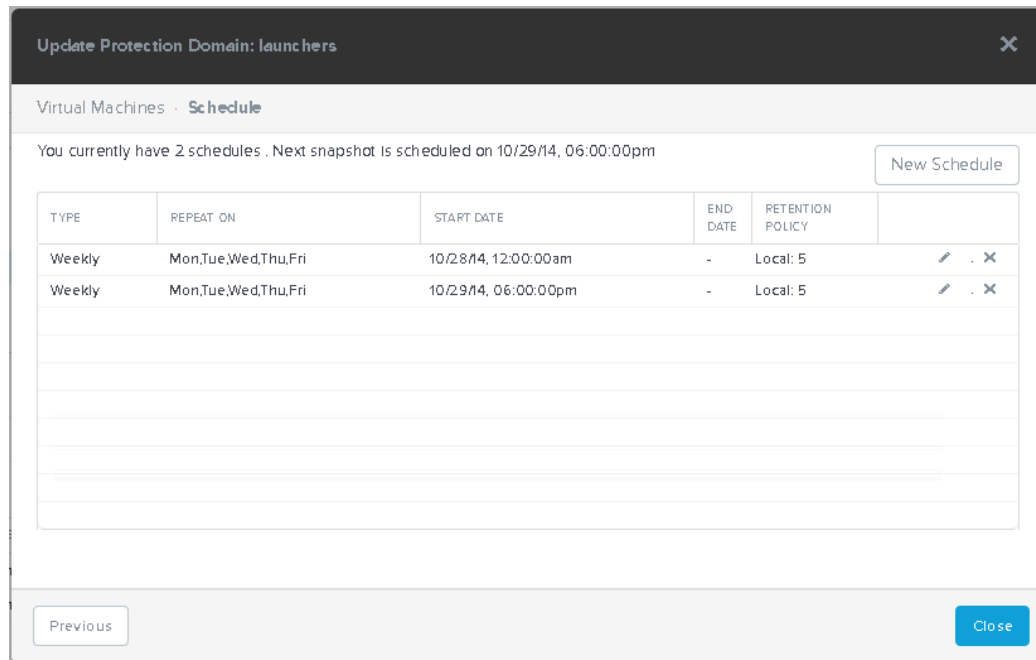 Update Protection Domain: launchers
Virtual Machines · Schedule
You currently have 2 schedules . Next snapshot is scheduled on 10/29/14, 06:00:00pm
New Schedule
TYPE REPEAT ON START DATE END DATE RETENTION POLICY
Weekly Mon,Tue,Wed,Thu,Fri 10/28/14, 12:00:00am - Local: 5
Weekly Mon,Tue,Wed,Thu,Fri 10/29/14, 06:00:00pm - Local: 5
Previous Close